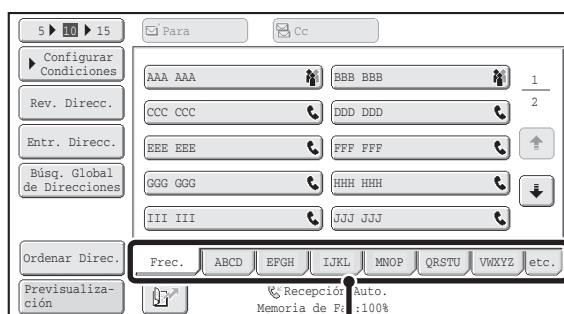 5 10 15
Para
Cc
Configurar
Condiciones
Rev. Direcc.
Entr. Direcc.
Búsq. Global
de Direcciones
Ordenar Direc.
Previsualiza-
ción
AAA AAA
BBB BBB
CCC CCC
DDD DDD
EEE EEE
FFF FFF
GGG GGG
HHH HHH
III III
JJJ JJJ
1
2
Frec.
ABCD
EFGH
IJKL
MNOP
QRSTU
VWXYZ
etc.
Recepción Auto.
Memoria de :100%